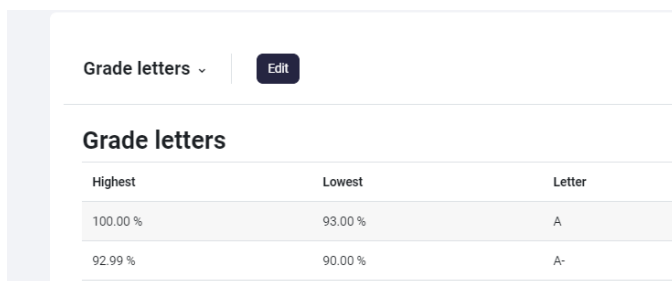 Grade letters
Edit
Grade letters
Highest Lowest Letter
100.00 % 93.00 % A
92.99 % 90.00 % A-